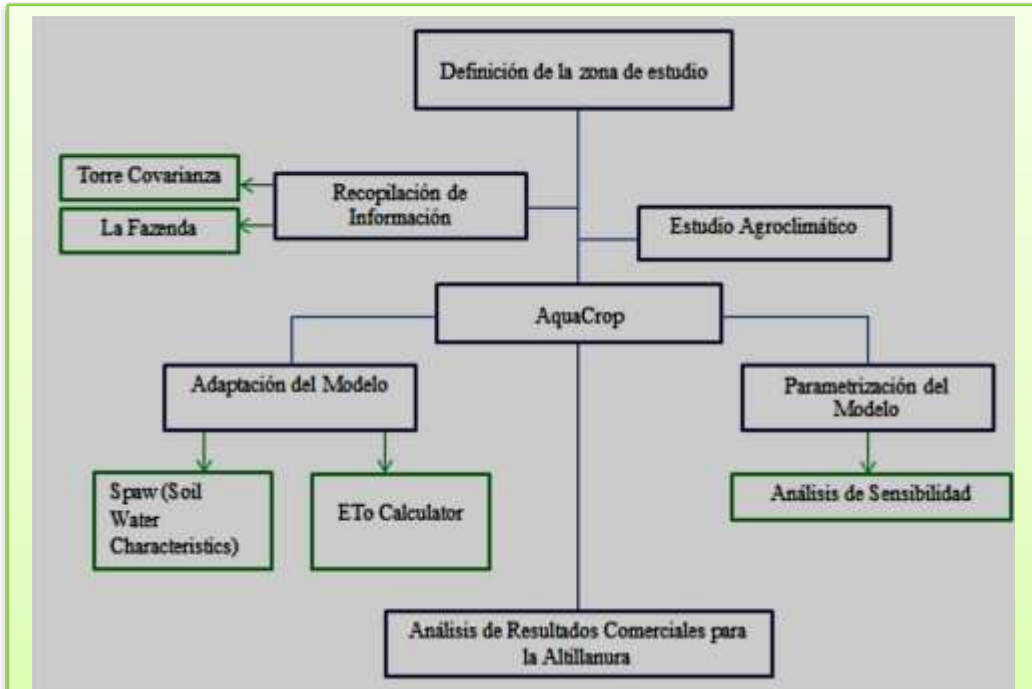 Definición de la zona de estudio
Torre Covarianza
Recopilación de
Información
La Fazenda
Estudio Agroclimático
AquaCrop
Adaptación del Modelo
Parametrización del
Modelo
Spaw (Soil
Water
Characteristics)
ETo Calculator
Análisis de Sensibilidad
Análisis de Resultados Comerciales para
la Altillanura